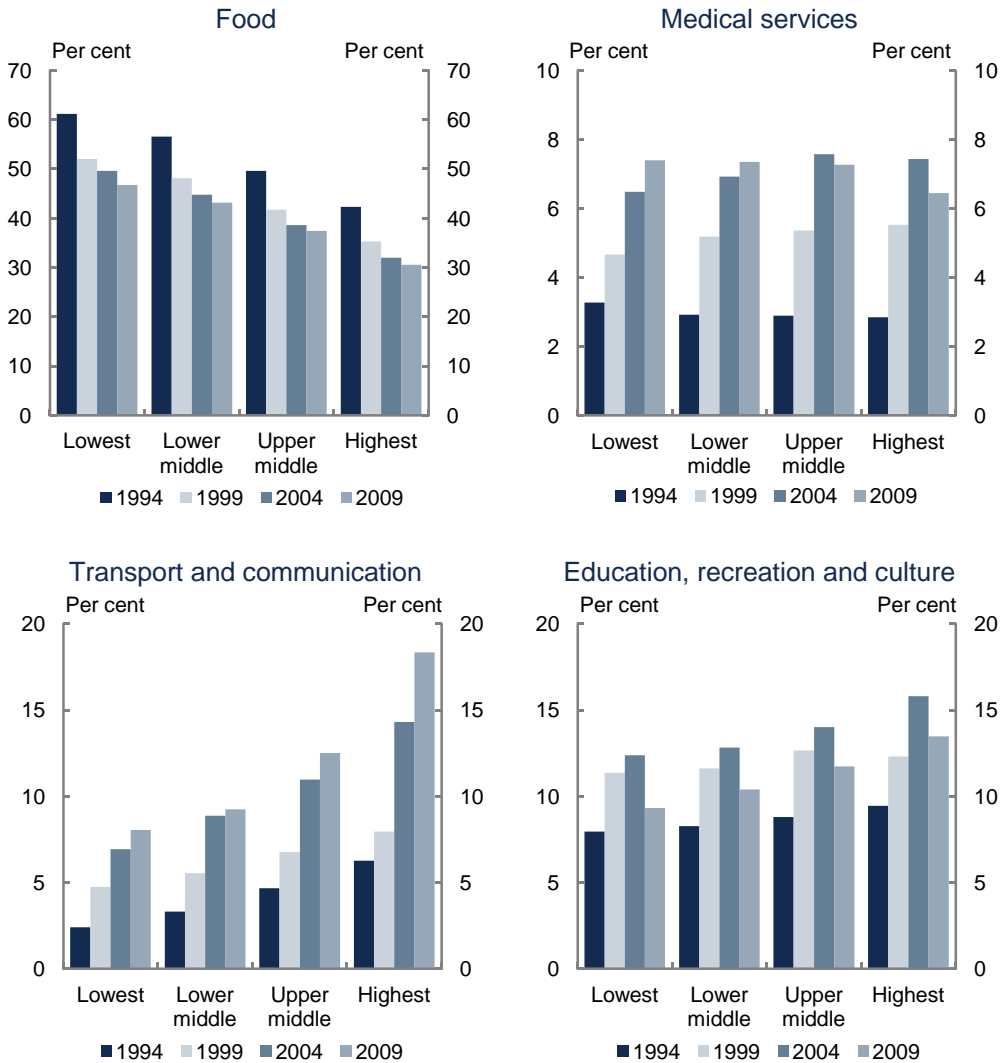 Food
Per cent Per cent
70 70
60 60
50 50
40 40
30 30
20 20
10 10
0 0
Lowest Lower middle Upper middle Highest
1994 1999 2004 2009
Medical services
Per cent Per cent
10 10
8 8
6 6
4 4
2 2
0 0
Lowest Lower middle Upper middle Highest
1994 1999 2004 2009
Transport and communication
Per cent Per cent
20 20
15 15
10 10
5 5
0 0
Lowest Lower middle Upper middle Highest
1994 1999 2004 2009
Education, recreation and culture
Per cent Per cent
20 20
15 15
10 10
5 5
0 0
Lowest Lower middle Upper middle Highest
1994 1999 2004 2009